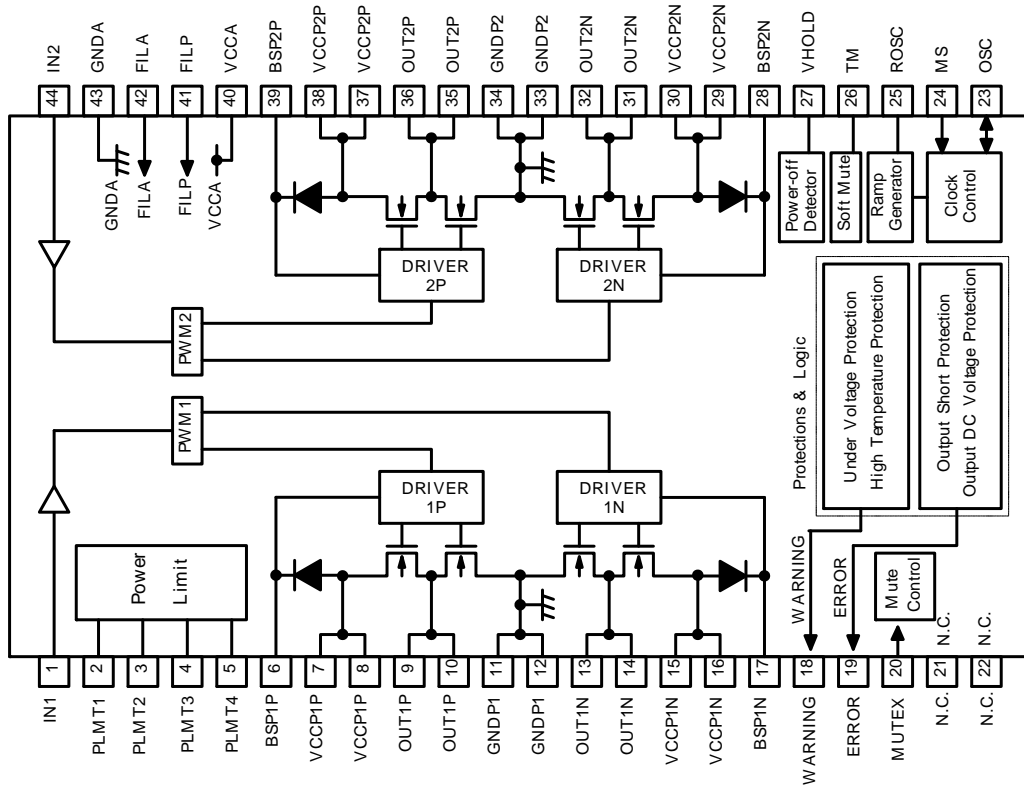 IN2
GNDA
FILA
FILP
VCCA
BSP2P
VCCP2P
VCCP2P
OUT2P
OUT2P
GNDP2
GNDP2
OUT2N
OUT2N
VCCP2N
VCCP2N
BSP2N
VHOLD
TM
ROSC
MS
OSC
44
43
42
41
40
39
38
37
36
35
34
33
32
31
30
29
28
27
26
25
24
23
GNDA
FILA
FILP
VCCA
Power-off
Detector
Soft Mute
Ramp
Generator
Clock
Control
DRIVER
2P
DRIVER
2N
PWM2
PWM1
DRIVER
1P
DRIVER
1N
Protections & Logic
Under Voltage Protection
High Temperature Protection
Output Short Protection
Output DC Voltage Protection
Power
Limit
WARNING
ERROR
Mute
Control
N.C.
N.C.
1
2
3
4
5
6
7
8
9
10
11
12
13
14
15
16
17
18
19
20
21
22
IN1
PLMT1
PLMT2
PLMT3
PLMT4
BSP1P
VCCP1P
VCCP1P
OUT1P
OUT1P
GNDP1
GNDP1
OUT1N
OUT1N
VCCP1N
VCCP1N
BSP1N
WARNING
ERROR
MUTEX
N.C.
N.C.